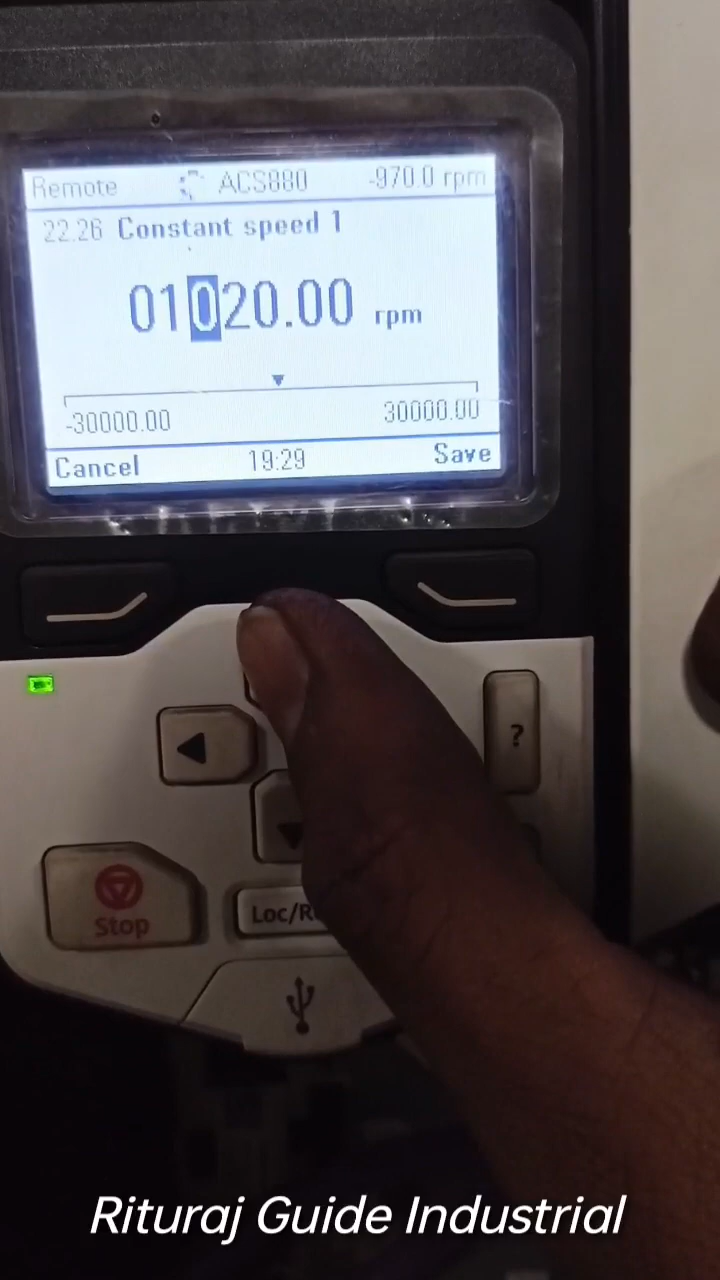 Remote ACS880 -970.0 rpm
22.26 Constant speed 1
01020.00 rpm
-30000.00 30000.00
Cancel 19:29 Save
?
Stop
Rituraj Guide Industrial